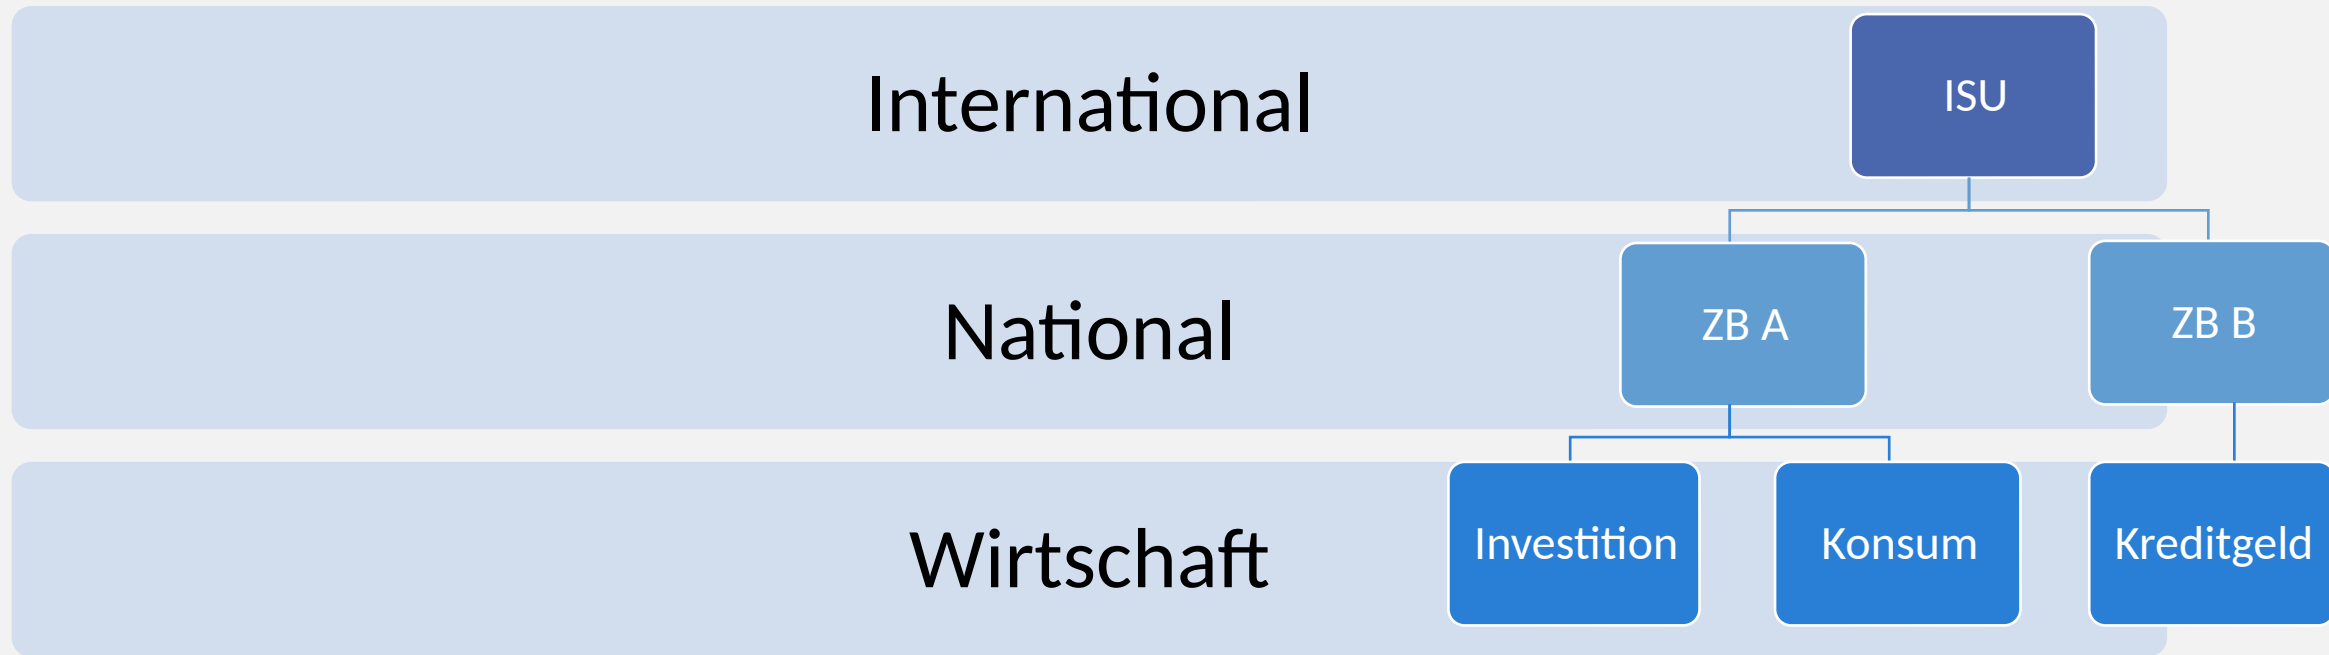 International
ISU
National
ZB A
ZB B
Wirtschaft
Investition
Konsum
Kreditgeld